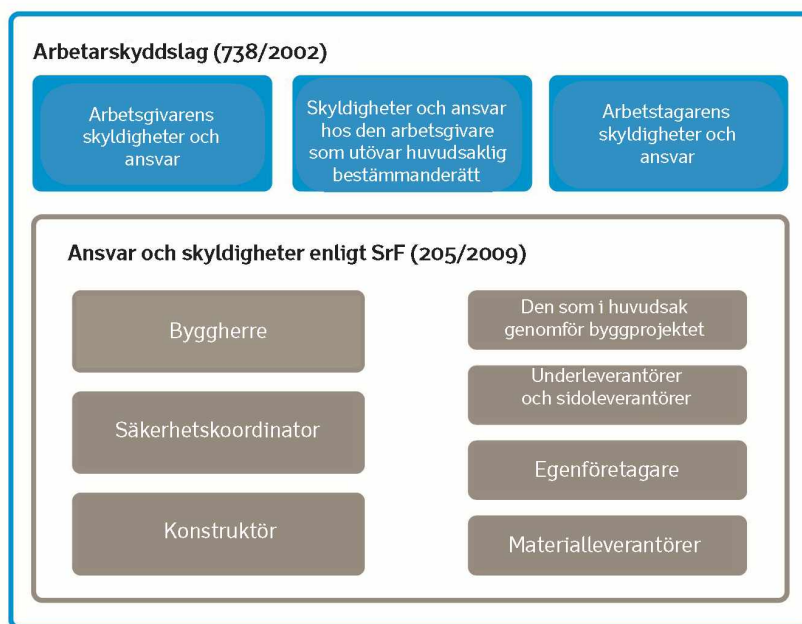 Arbetarskyddslag (738/2002)
Arbetsgivarens
skyldigheter och
ansvar
Skyldigheter och ansvar
hos den arbetsgivare
som utövar huvudsaklig
bestämmanderätt
Arbetstagarens
skyldigheter och
ansvar
Ansvar och skyldigheter enligt SrF (205/2009)
Byggherre
Säkerhetskoordinator
Konstruktör
Den som i huvudsak
genomför byggprojektet
Underleverantörer
och sidoleverantörer
Egenföretagare
Materialleverantörer